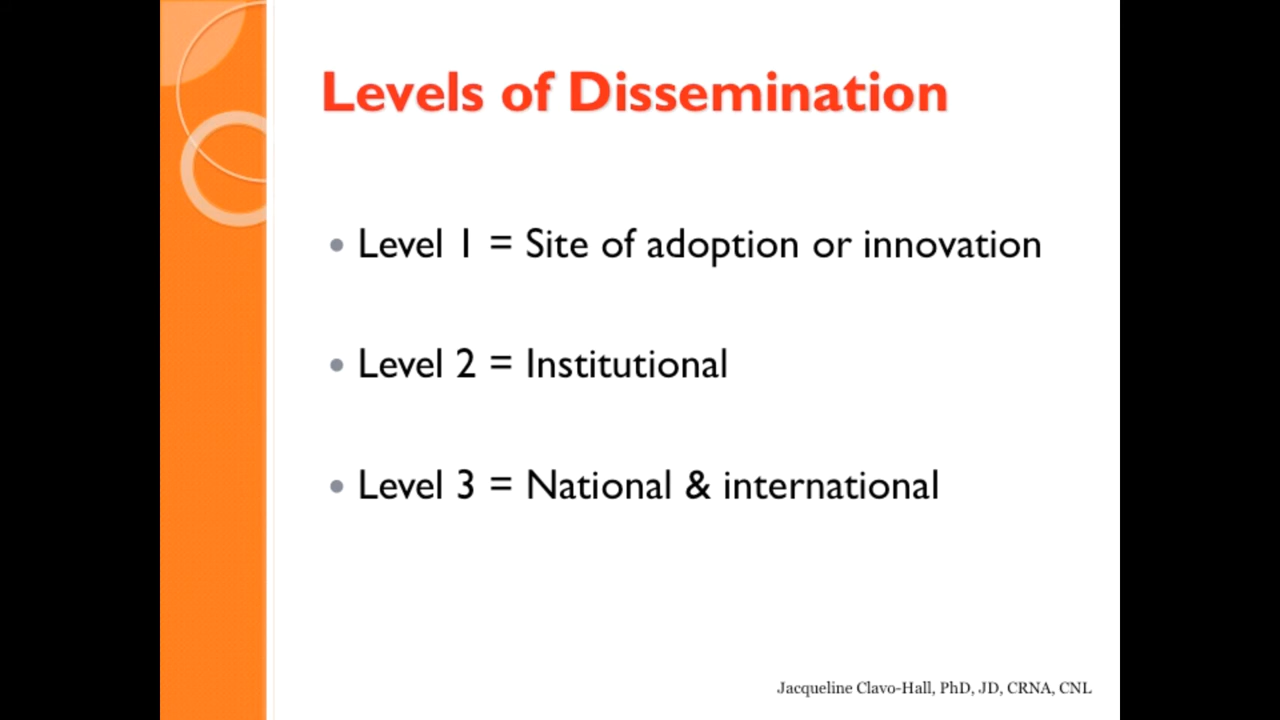 Levels of Dissemination
• Level 1 = Site of adoption or innovation
• Level 2 = Institutional
• Level 3 = National & international
Jacqueline Clavo-Hall, PhD, JD, CRNA, CNL